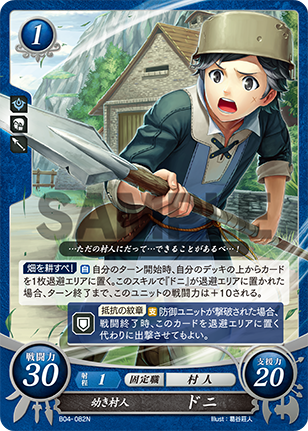 1
SAMPLE
…ただの村人にだって…できることがあるべ…！
畑を耕すべ！ 自 自分のターン開始時、自分のデッキの上からカード
を1枚退避エリアに置く。このスキルで『ドニ』が退避エリアに置かれた
場合、ターン終了まで、このユニットの戦闘力は＋10される。
抵抗の紋章 防御ユニットが撃破された場合、
戦闘終了時、このカードを退避エリアに置く
代わりに出撃させてもよい。
戦闘力 30
射程 1 固定職 村人
支援力 20
幼き村人 ドニ
B04-082N Illust：葛谷荘人